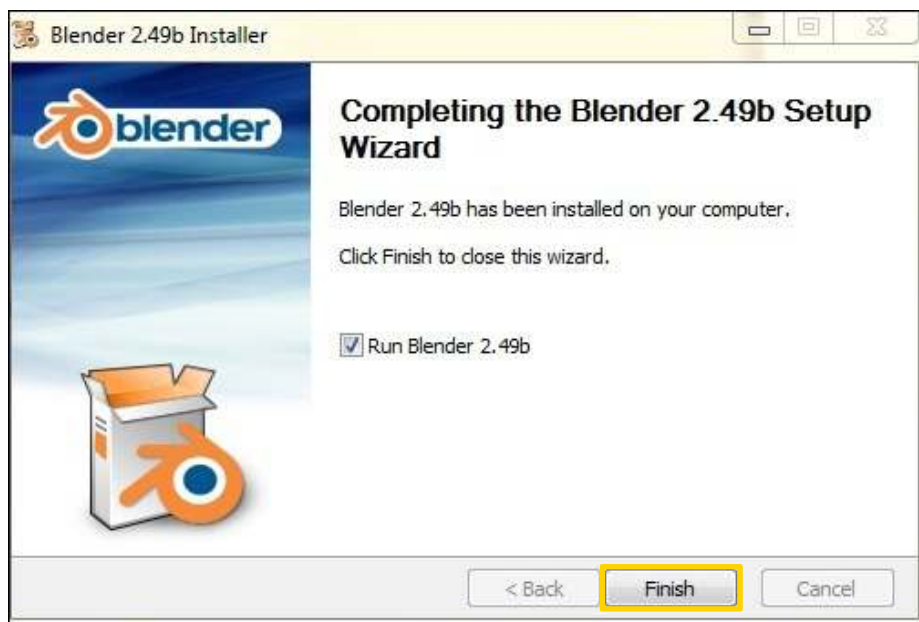 Blender 2.49b Installer
blender
Completing the Blender 2.49b Setup
Wizard
Blender 2.49b has been installed on your computer.
Click Finish to close this wizard.
Run Blender 2.49b
< Back Finish Cancel